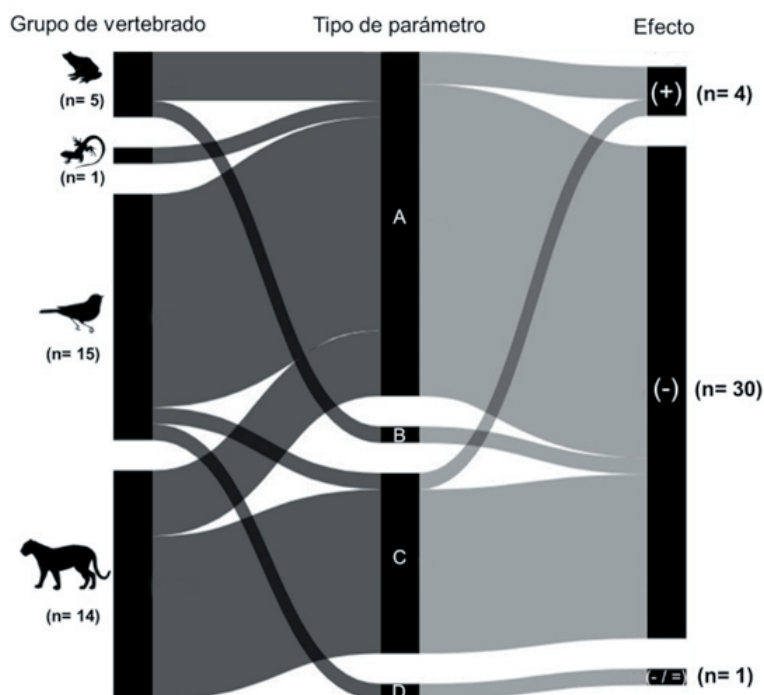 Grupo de vertebrado
Tipo de parámetro
Efecto
(n= 5)
(n= 1)
(n= 15)
(n= 14)
A
B
C
D
(+) (n= 4)
(-) (n= 30)
(- / =) (n= 1)